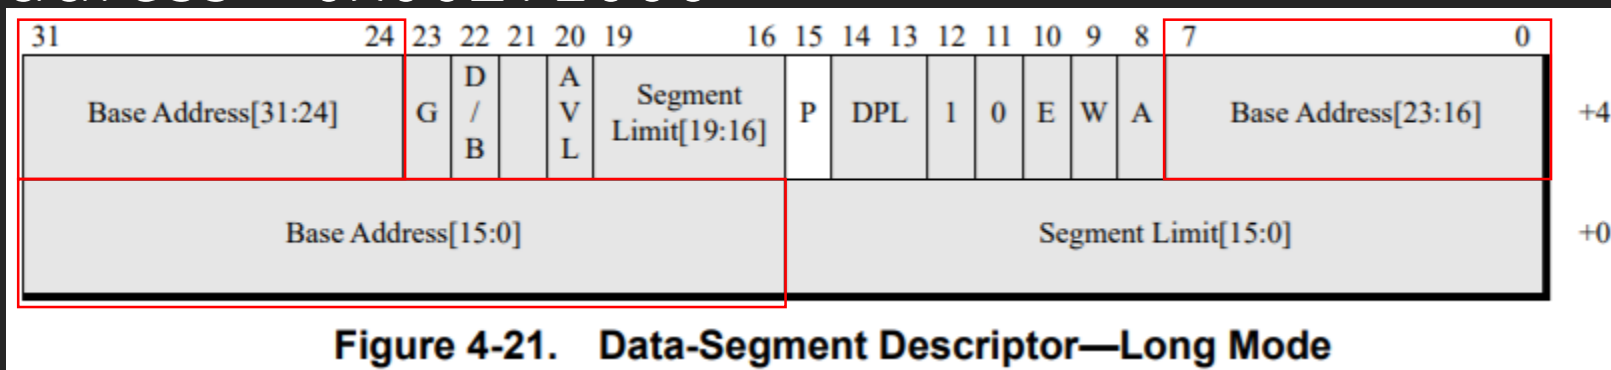 31 24 23 22 21 20 19 16 15 14 13 12 11 10 9 8 7 0
Base Address[31:24] G D/B AVL Segment Limit[19:16] P DPL 1 0 E W A Base Address[23:16] +4
Base Address[15:0] Segment Limit[15:0] +0
Figure 4-21. Data-Segment Descriptor—Long Mode